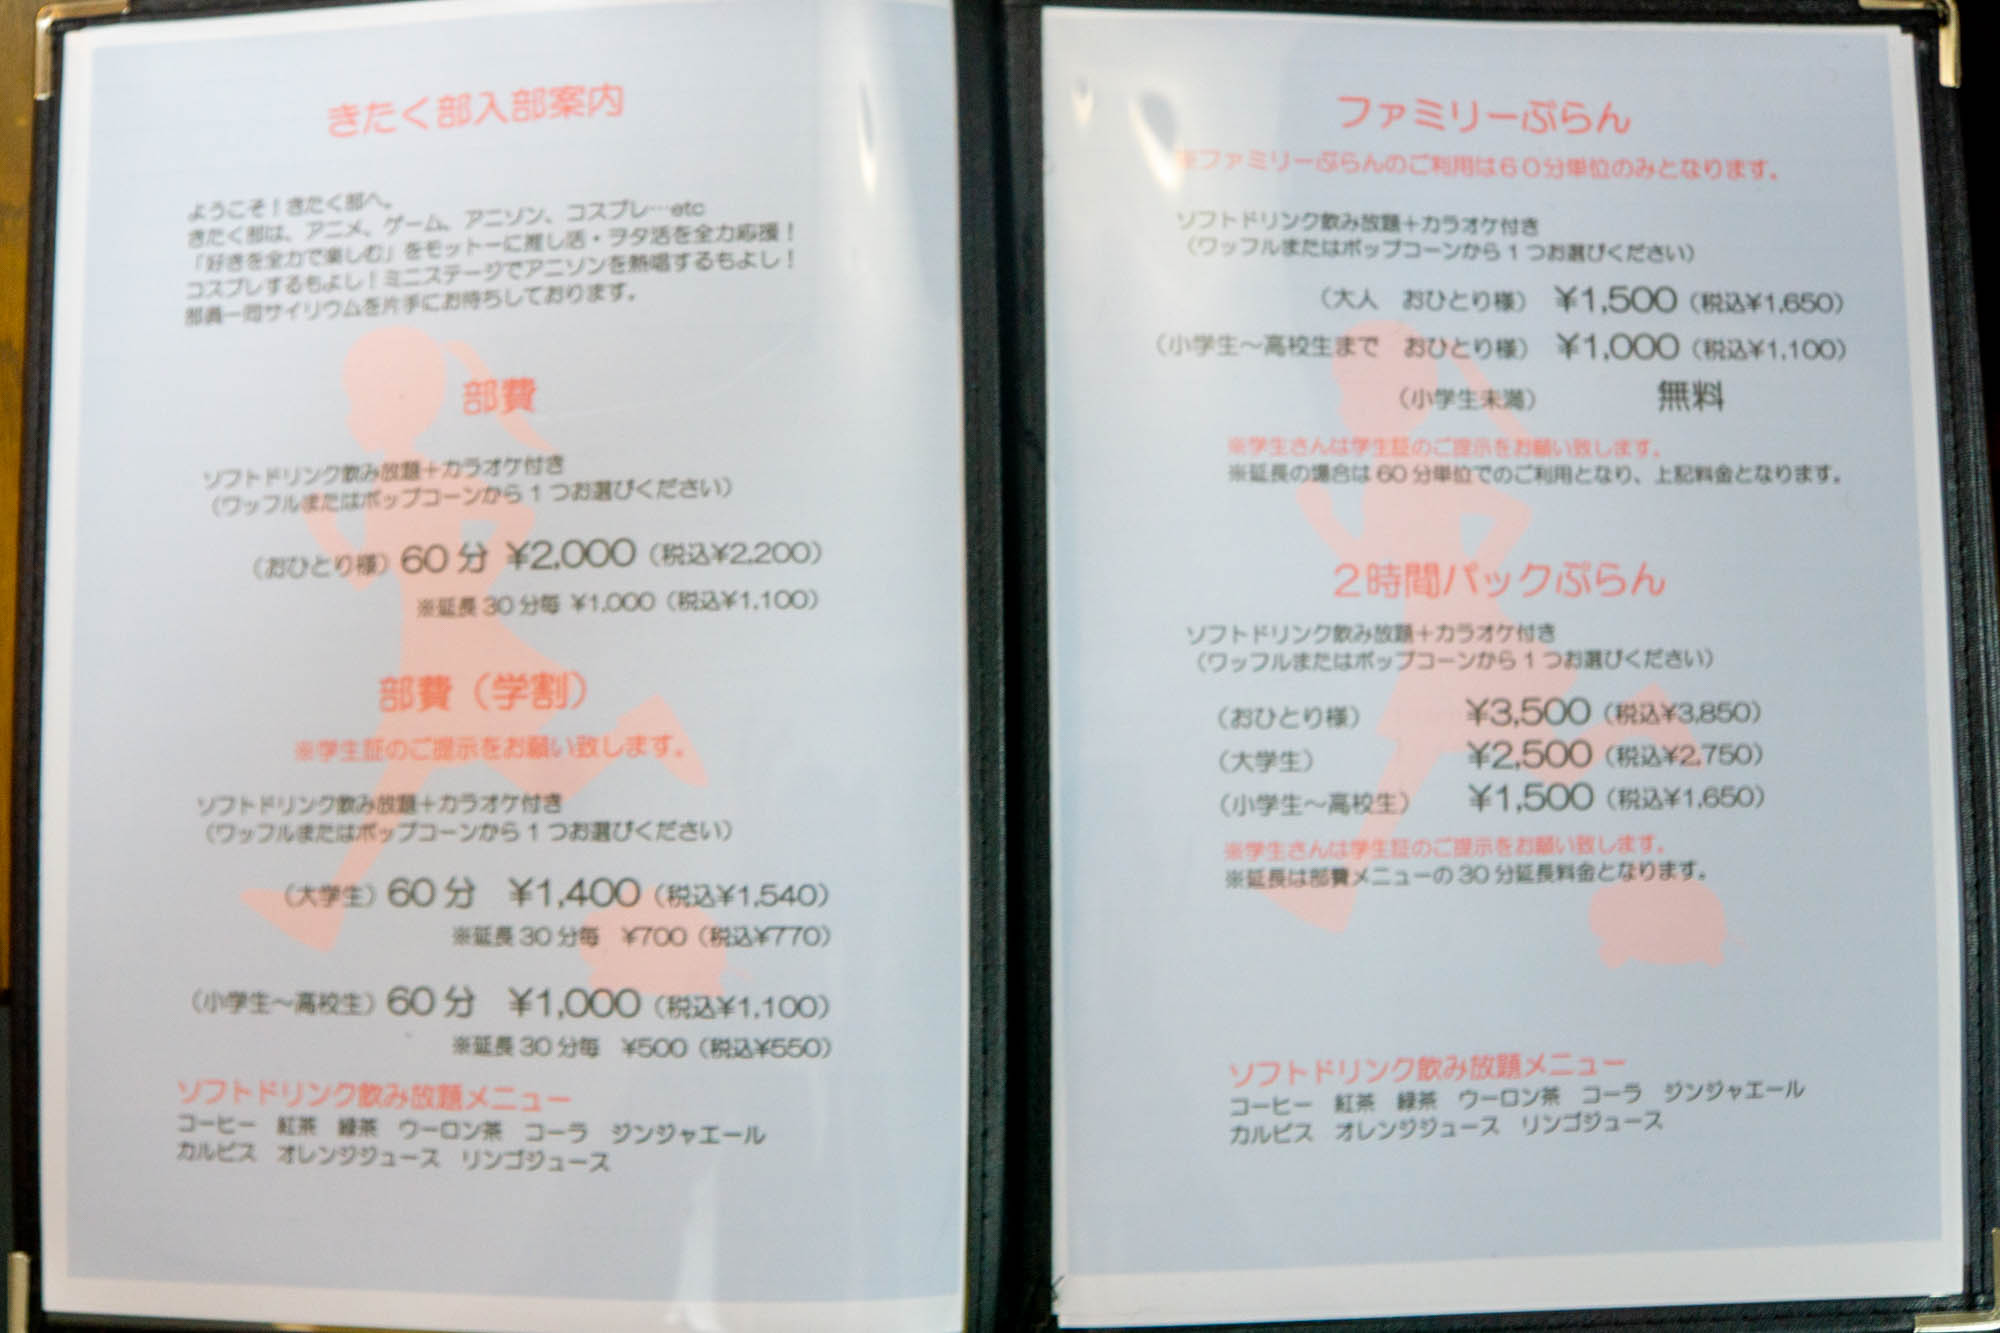 きたく部入部案内
ようこそ！きたく部へ。
きたく部は、アニメ、ゲーム、アニソン、コスプレ…etc
「好きを全力で楽しむ」をモットーに推し活・ヲタ活を全力応援！
コスプレするもよし！ミニステージでアニソンを熱唱するもよし！
部員一同サイリウムを片手にお待ちしております。
部費
ソフトドリンク飲み放題＋カラオケ付き
（ワッフルまたはポップコーンから１つお選びください）
（おひとり様）60分 ¥2,000（税込¥2,200）
※延長30分毎 ¥1,000（税込¥1,100）
部費（学割）
※学生証のご提示をお願い致します。
ソフトドリンク飲み放題＋カラオケ付き
（ワッフルまたはポップコーンから１つお選びください）
（大学生）60分 ¥1,400（税込¥1,540）
※延長30分毎 ¥700（税込¥770）
（小学生～高校生）60分 ¥1,000（税込¥1,100）
※延長30分毎 ¥500（税込¥550）
ソフトドリンク飲み放題メニュー
コーヒー 紅茶 緑茶 ウーロン茶 コーラ ジンジャエール
カルピス オレンジジュース リンゴジュース
ファミリーぷらん
※ファミリーぷらんのご利用は６０分単位のみとなります。
ソフトドリンク飲み放題＋カラオケ付き
（ワッフルまたはポップコーンから１つお選びください）
（大人 おひとり様） ¥1,500（税込¥1,650）
（小学生～高校生まで おひとり様） ¥1,000（税込¥1,100）
（小学生未満） 無料
※学生さんは学生証のご提示をお願い致します。
※延長の場合は60分単位でのご利用となり、上記料金となります。
２時間パックぷらん
ソフトドリンク飲み放題＋カラオケ付き
（ワッフルまたはポップコーンから１つお選びください）
（おひとり様） ¥3,500（税込¥3,850）
（大学生） ¥2,500（税込¥2,750）
（小学生～高校生） ¥1,500（税込¥1,650）
※学生さんは学生証のご提示をお願い致します。
※延長は部費メニューの30分延長料金となります。
ソフトドリンク飲み放題メニュー
コーヒー 紅茶 緑茶 ウーロン茶 コーラ ジンジャエール
カルピス オレンジジュース リンゴジュース